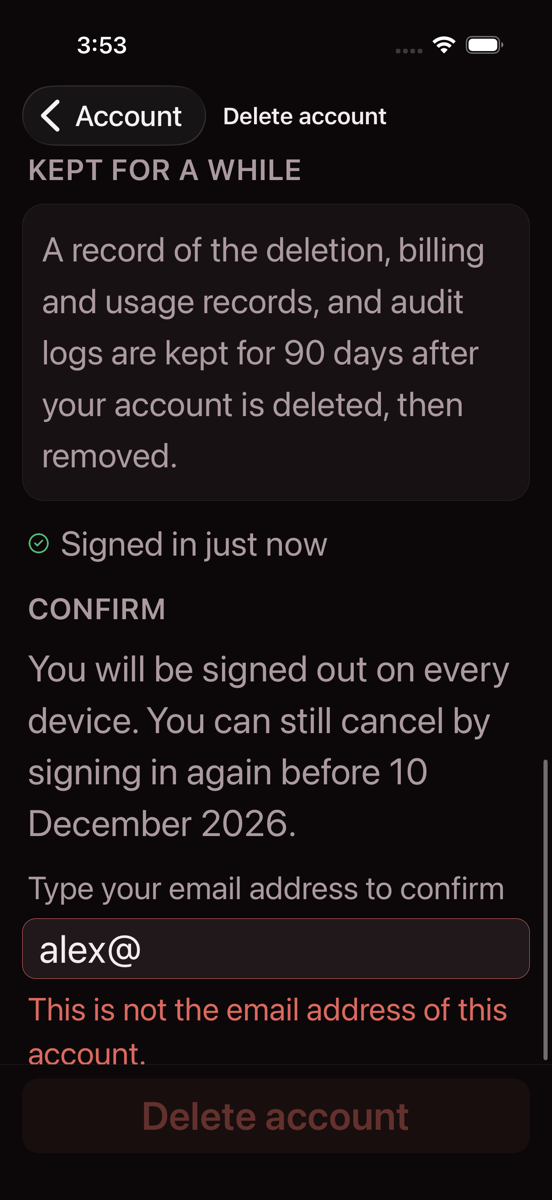 3:53
Account
Delete account
KEPT FOR A WHILE
A record of the deletion, billing
and usage records, and audit
logs are kept for 90 days after
your account is deleted, then
removed.
Signed in just now
CONFIRM
You will be signed out on every
device. You can still cancel by
signing in again before 10
December 2026.
Type your email address to confirm
alex@
This is not the email address of this
account.
Delete account